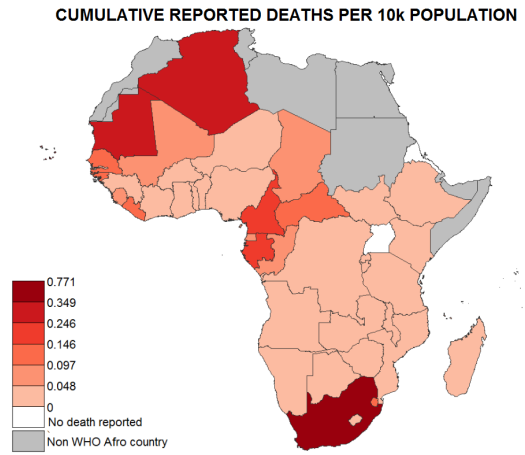 CUMULATIVE REPORTED DEATHS PER 10k POPULATION
0.771
0.349
0.246
0.146
0.097
0.048
0
No death reported
Non WHO Afro country